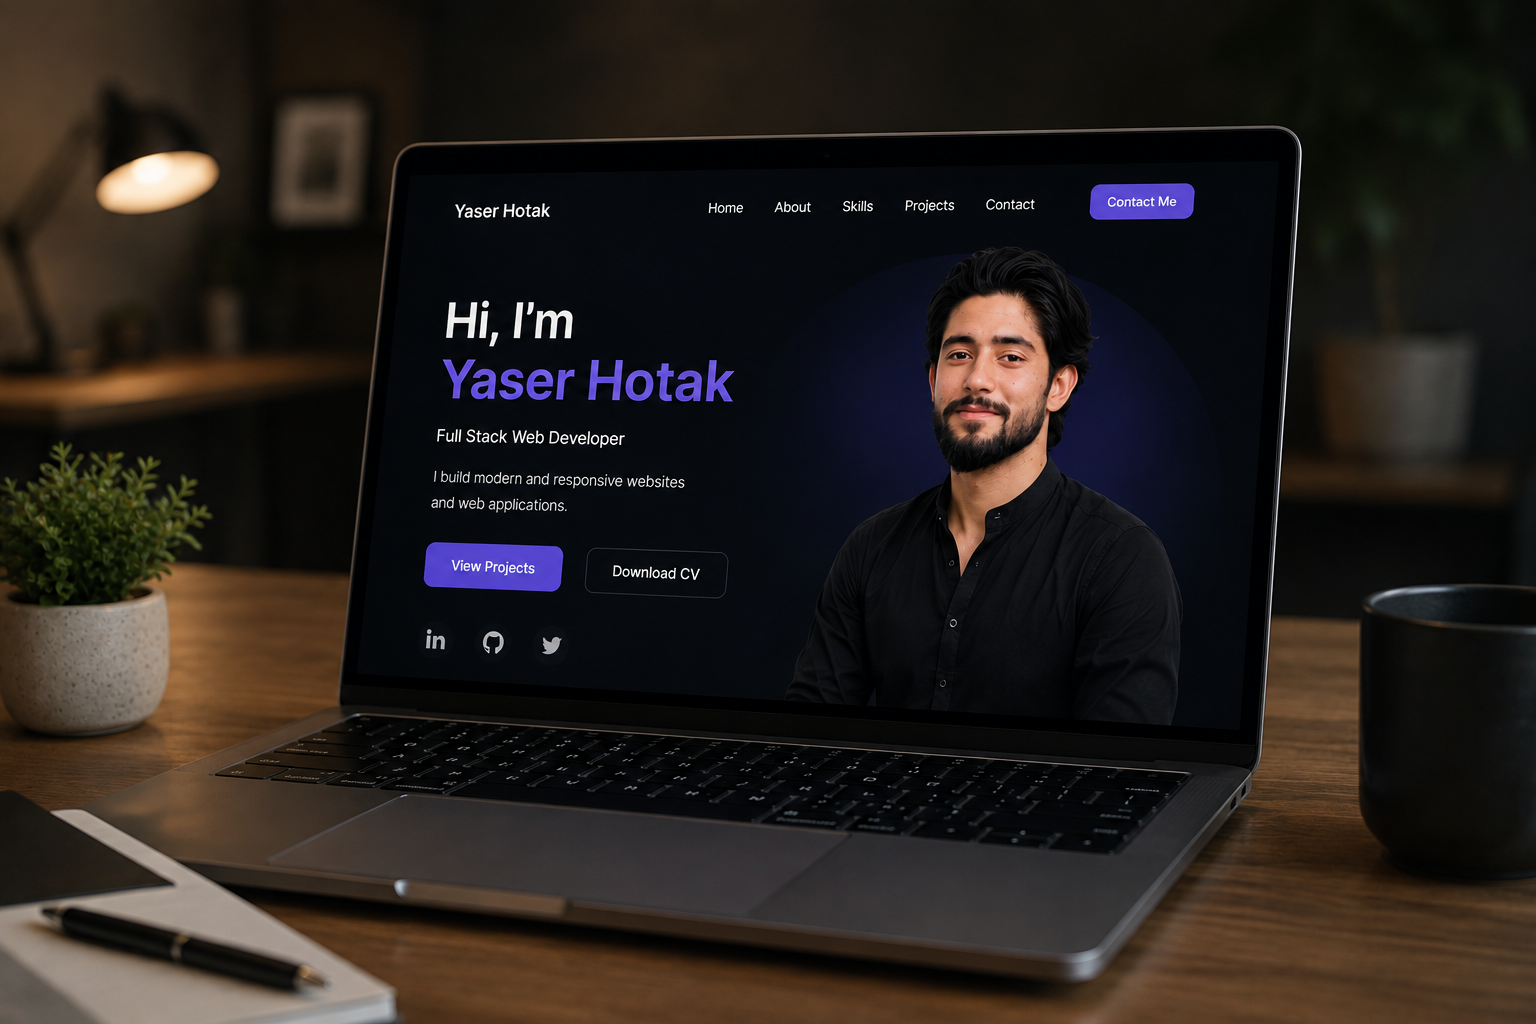 Yaser Hotak
Home About Skills Projects Contact
Contact Me
Hi, I'm
Yaser Hotak
Full Stack Web Developer
I build modern and responsive websites
and web applications.
View Projects
Download CV
in